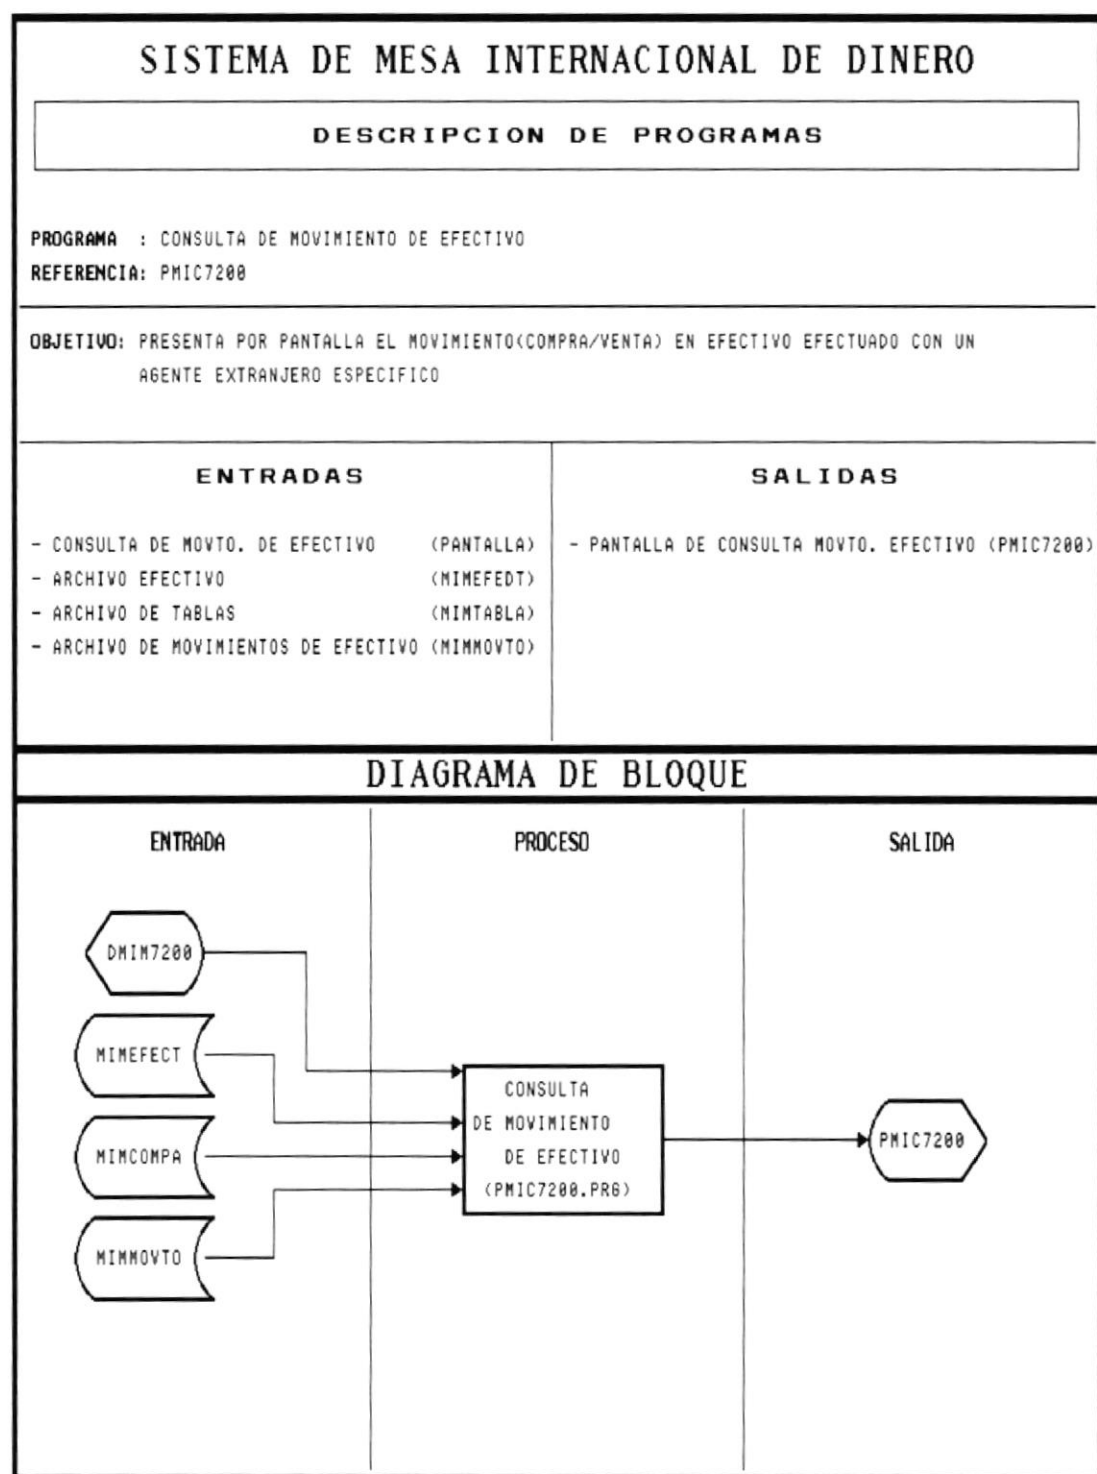 SISTEMA DE MESA INTERNACIONAL DE DINERO
DESCRIPCION DE PROGRAMAS
PROGRAMA : CONSULTA DE MOVIMIENTO DE EFECTIVO
REFERENCIA: PMIC7200
OBJETIVO: PRESENTA POR PANTALLA EL MOVIMIENTO(COMPRA/VENTA) EN EFECTIVO EFECTUADO CON UN
AGENTE EXTRANJERO ESPECIFICO
ENTRADAS
- CONSULTA DE MOVTO. DE EFECTIVO (PANTALLA)
- ARCHIVO EFECTIVO (MIMEFEDT)
- ARCHIVO DE TABLAS (MIMTABLA)
- ARCHIVO DE MOVIMIENTOS DE EFECTIVO (MIMMOVTO)
SALIDAS
- PANTALLA DE CONSULTA MOVTO. EFECTIVO (PMIC7200)
DIAGRAMA DE BLOQUE
ENTRADA
PROCESO
SALIDA
DMIM7200
MIMEFECT
MIMCOMPA
MIMMOVTO
CONSULTA
DE MOVIMIENTO
DE EFECTIVO
(PMIC7200.PRG)
PMIC7200